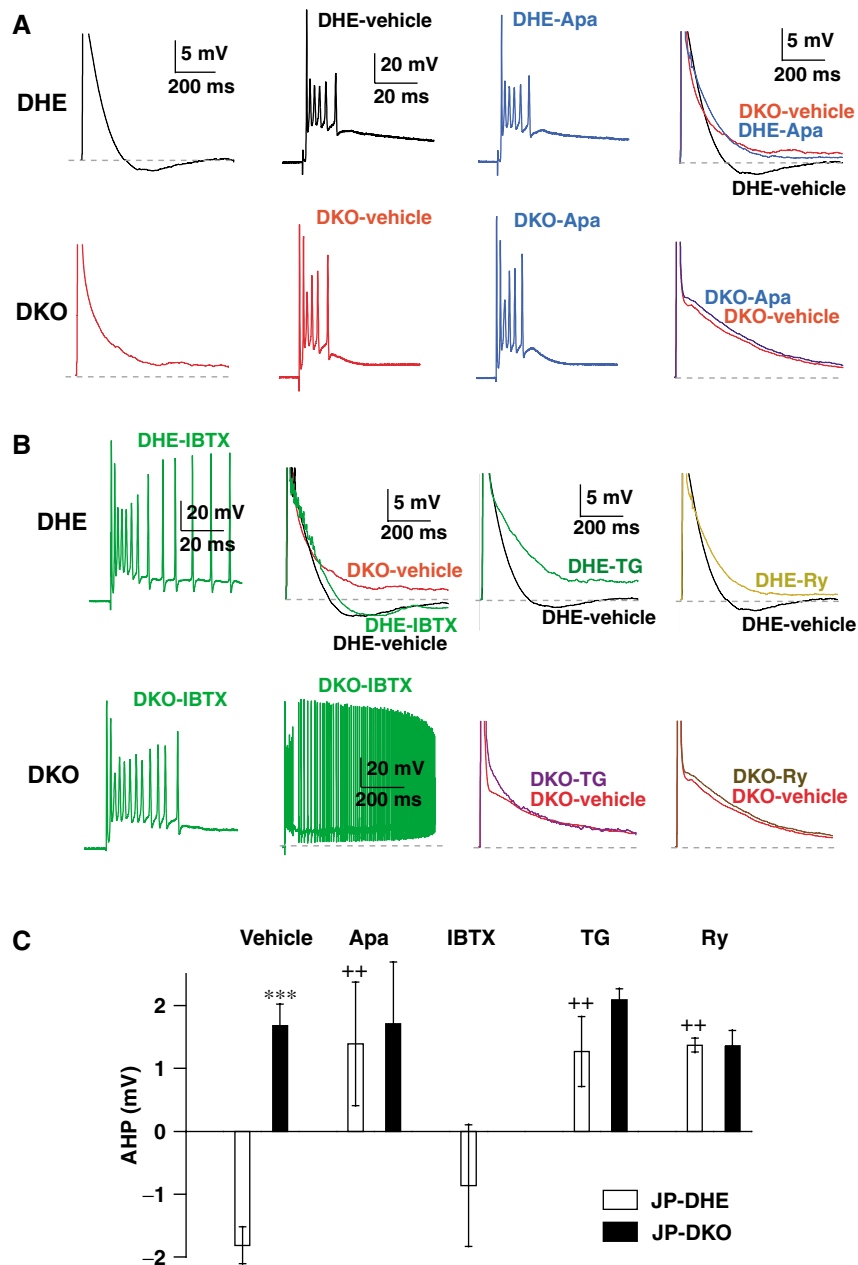 A
DHE
5 mV
200 ms
DHE-vehicle
20 mV
20 ms
DHE-Apa
5 mV
200 ms
DKO-vehicle
DHE-Apa
DHE-vehicle
DKO
DKO-vehicle
DKO-Apa
DKO-Apa
DKO-vehicle
B
DHE
DHE-IBTX
20 mV
20 ms
5 mV
200 ms
DKO-vehicle
DHE-IBTX
DHE-vehicle
5 mV
200 ms
DHE-TG
DHE-vehicle
DHE-Ry
DHE-vehicle
DKO
DKO-IBTX
DKO-IBTX
20 mV
200 ms
DKO-TG
DKO-vehicle
DKO-Ry
DKO-vehicle
C
Vehicle Apa IBTX TG Ry
*** ++ ++ ++
AHP (mV)
2
1
0
−1
−2
JP-DHE
JP-DKO